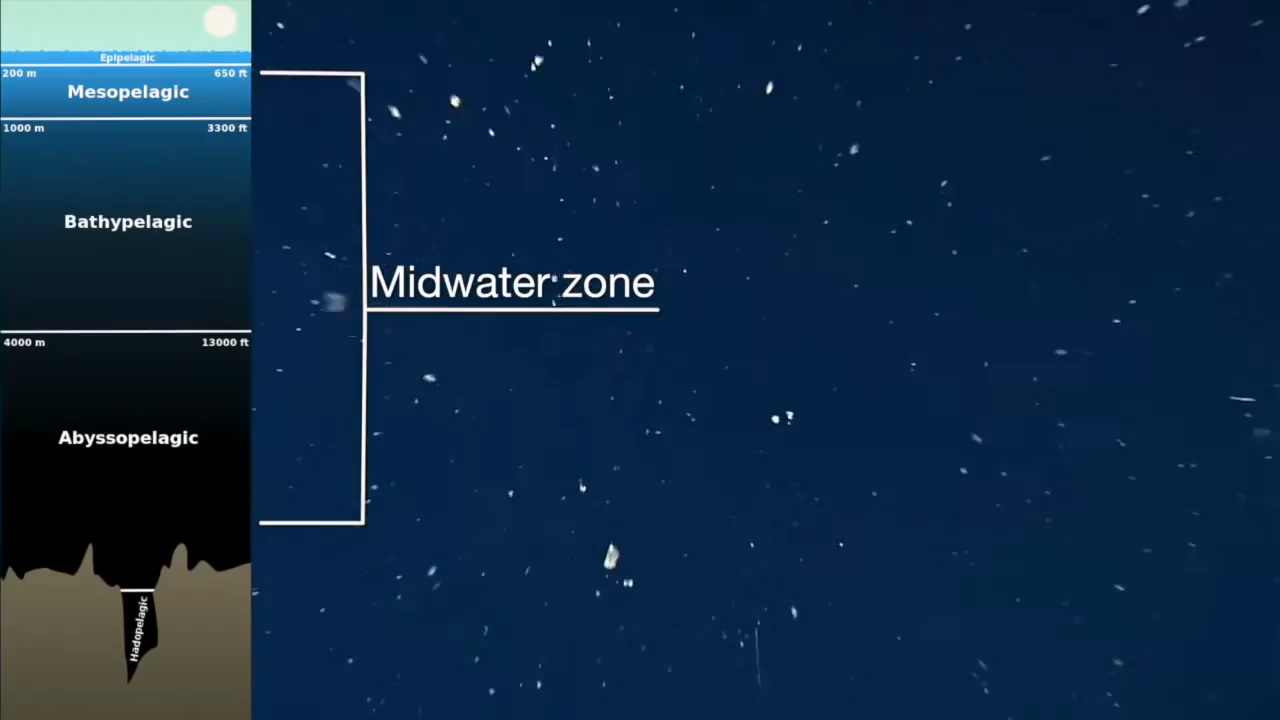 Epipelagic
200 m 650 ft
Mesopelagic
1000 m 3300 ft
Bathypelagic
Midwater zone
4000 m 13000 ft
Abyssopelagic
Hadopelagic